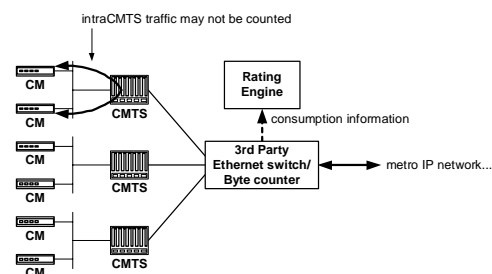 intraCMTS traffic may not be counted
CM
CM
CMTS
CM
CM
CMTS
CM
CM
CMTS
Rating
Engine
consumption information
3rd Party
Ethernet switch/
Byte counter
metro IP network...